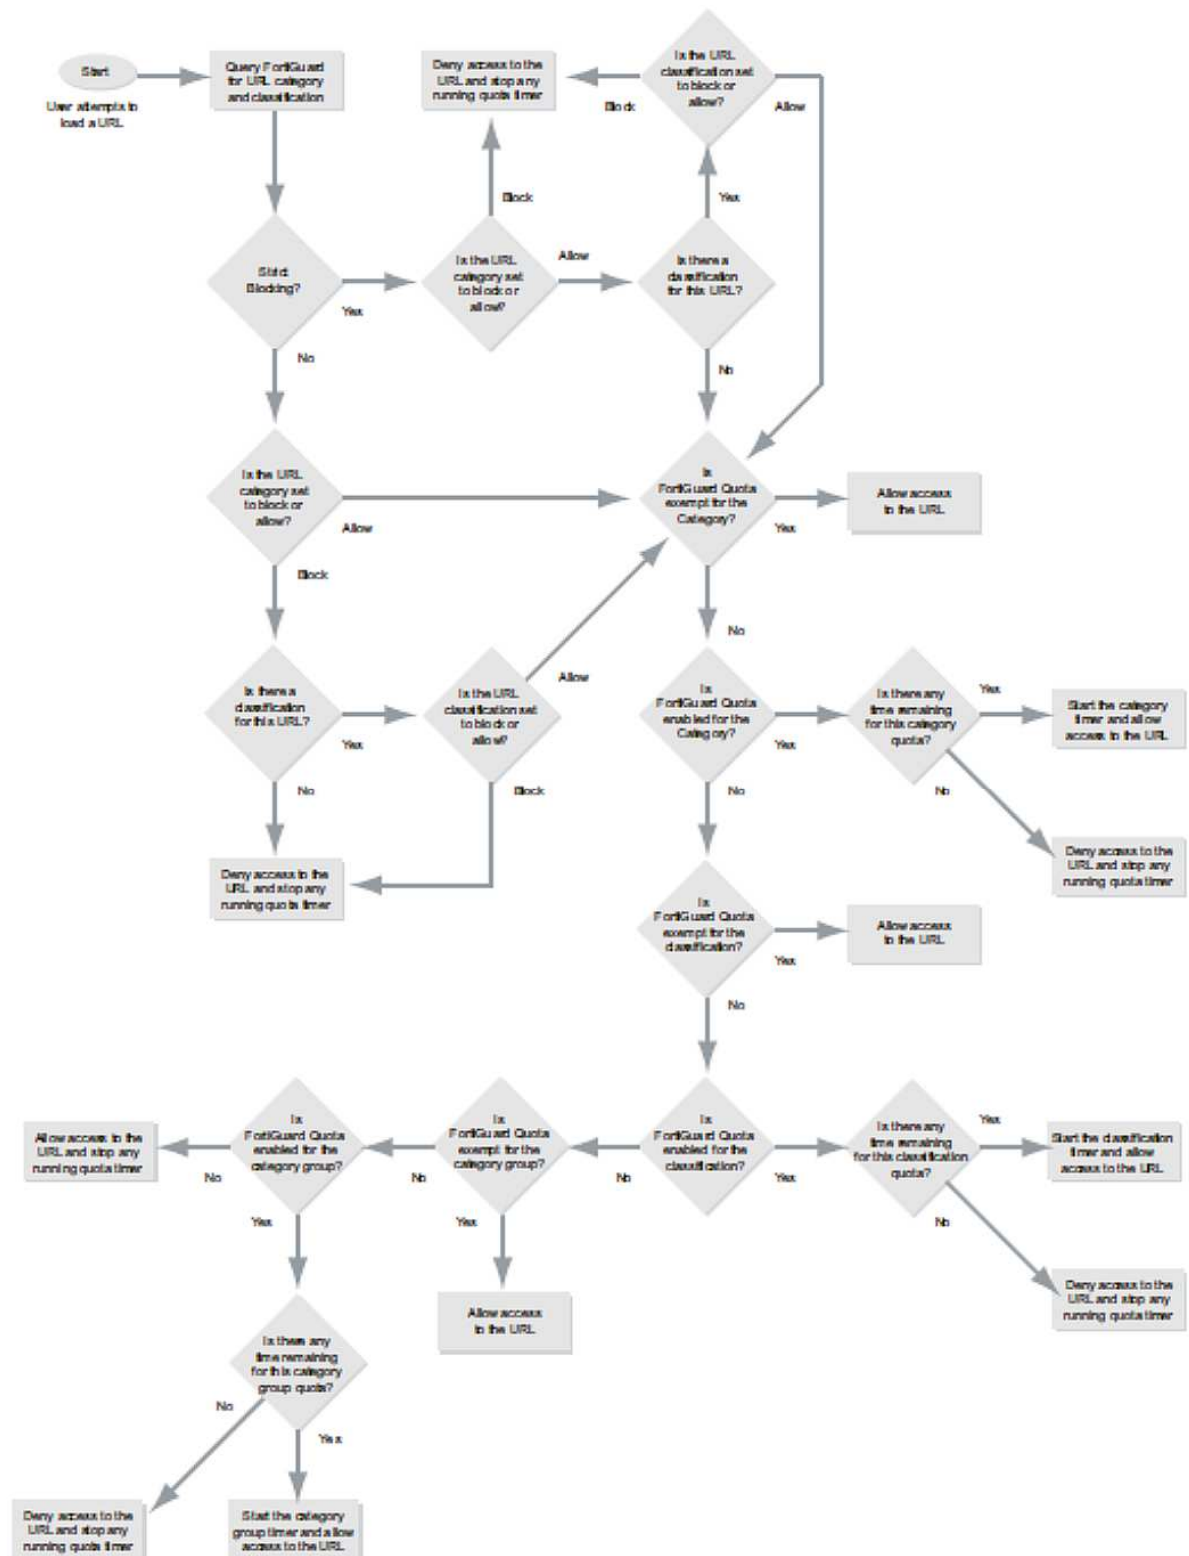 Start
User attempts to
load a URL
Query FortiGuard
for URL category
and classification
Deny access to the
URL and stop any
running quota timer
Is the URL
classification set
to block or
allow?
Block
Allow
Block
Yes
Strict
Blocking?
Yes
Is the URL
category set
to block or
allow?
Allow
Is there a
classification
for this URL?
No
No
Is the URL
category set
to block or
allow?
Allow
Is
FortiGuard Quota
exempt for the
Category?
Yes
Allow access
to the URL
Block
No
Is there a
classification
for this URL?
Yes
Is the URL
classification set
to block or
allow?
Allow
Is
FortiGuard Quota
enabled for the
Category?
Yes
Is there any
time remaining
for this category
quota?
Yes
Start the category
timer and allow
access to the URL
No
Block
No
No
Deny access to the
URL and stop any
running quota timer
Deny access to the
URL and stop any
running quota timer
Is
FortiGuard Quota
exempt for the
classification?
Yes
Allow access
to the URL
No
Allow access to the
URL and stop any
running quota timer
No
Is
FortiGuard Quota
enabled for the
category group?
No
Is
FortiGuard Quota
exempt for the
category group?
No
Is
FortiGuard Quota
enabled for the
classification?
Yes
Is there any
time remaining
for this classification
quota?
Yes
Start the classification
timer and allow
access to the URL
Yes
Yes
No
Allow access
to the URL
Deny access to the
URL and stop any
running quota timer
Is there any
time remaining
for this category
group quota?
No
Yes
Deny access to the
URL and stop any
running quota timer
Start the category
group timer and allow
access to the URL